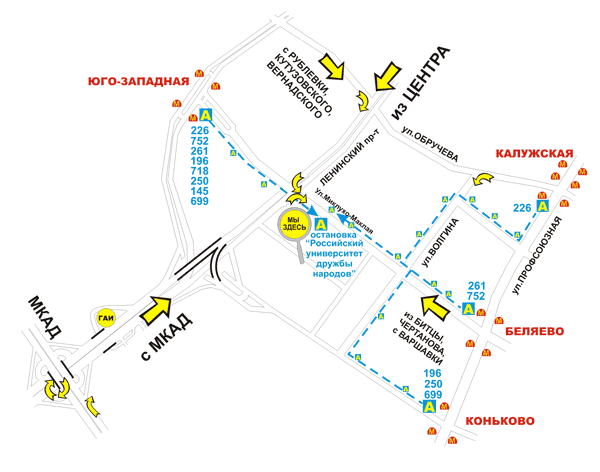 ЮГО-ЗАПАДНАЯ
М
М
М
М
А
226
752
261
196
718
250
145
699
с РУБЛЕВКИ,
КУТУЗОВСКОГО,
ВЕРНАДСКОГО
ИЗ ЦЕНТРА
ЛЕНИНСКИЙ пр-т
ул.ОБРУЧЕВА
КАЛУЖСКАЯ
М
М
М
М
М
М
226
А
ул.Миклухо-Маклая
МЫ
ЗДЕСЬ
А
остановка
"Российский
университет
дружбы
народов"
ул.ВОЛГИНА
ул.ПРОФСОЮЗНАЯ
261
752
А
М
М
БЕЛЯЕВО
М
М
из БИТЦЫ,
ЧЕРТАНОВА,
с ВАРШАВКИ
196
250
699
А
М
М
М
КОНЬКОВО
МКАД
ГАИ
с МКАД